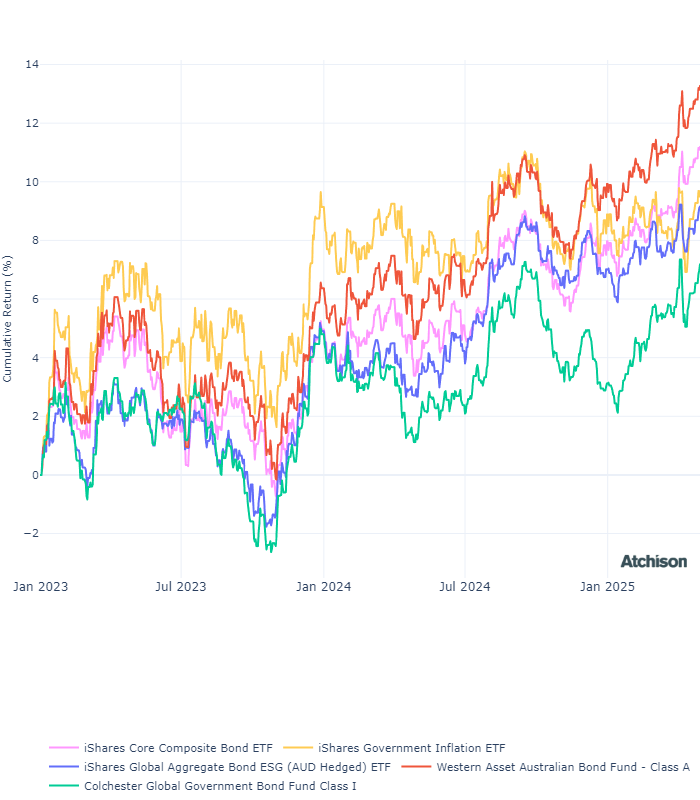 14
12
10
8
6
4
2
0
−2
Cumulative Return (%)
Jan 2023 Jul 2023 Jan 2024 Jul 2024 Jan 2025
Atchison
iShares Core Composite Bond ETF iShares Government Inflation ETF
iShares Global Aggregate Bond ESG (AUD Hedged) ETF Western Asset Australian Bond Fund - Class A
Colchester Global Government Bond Fund Class I